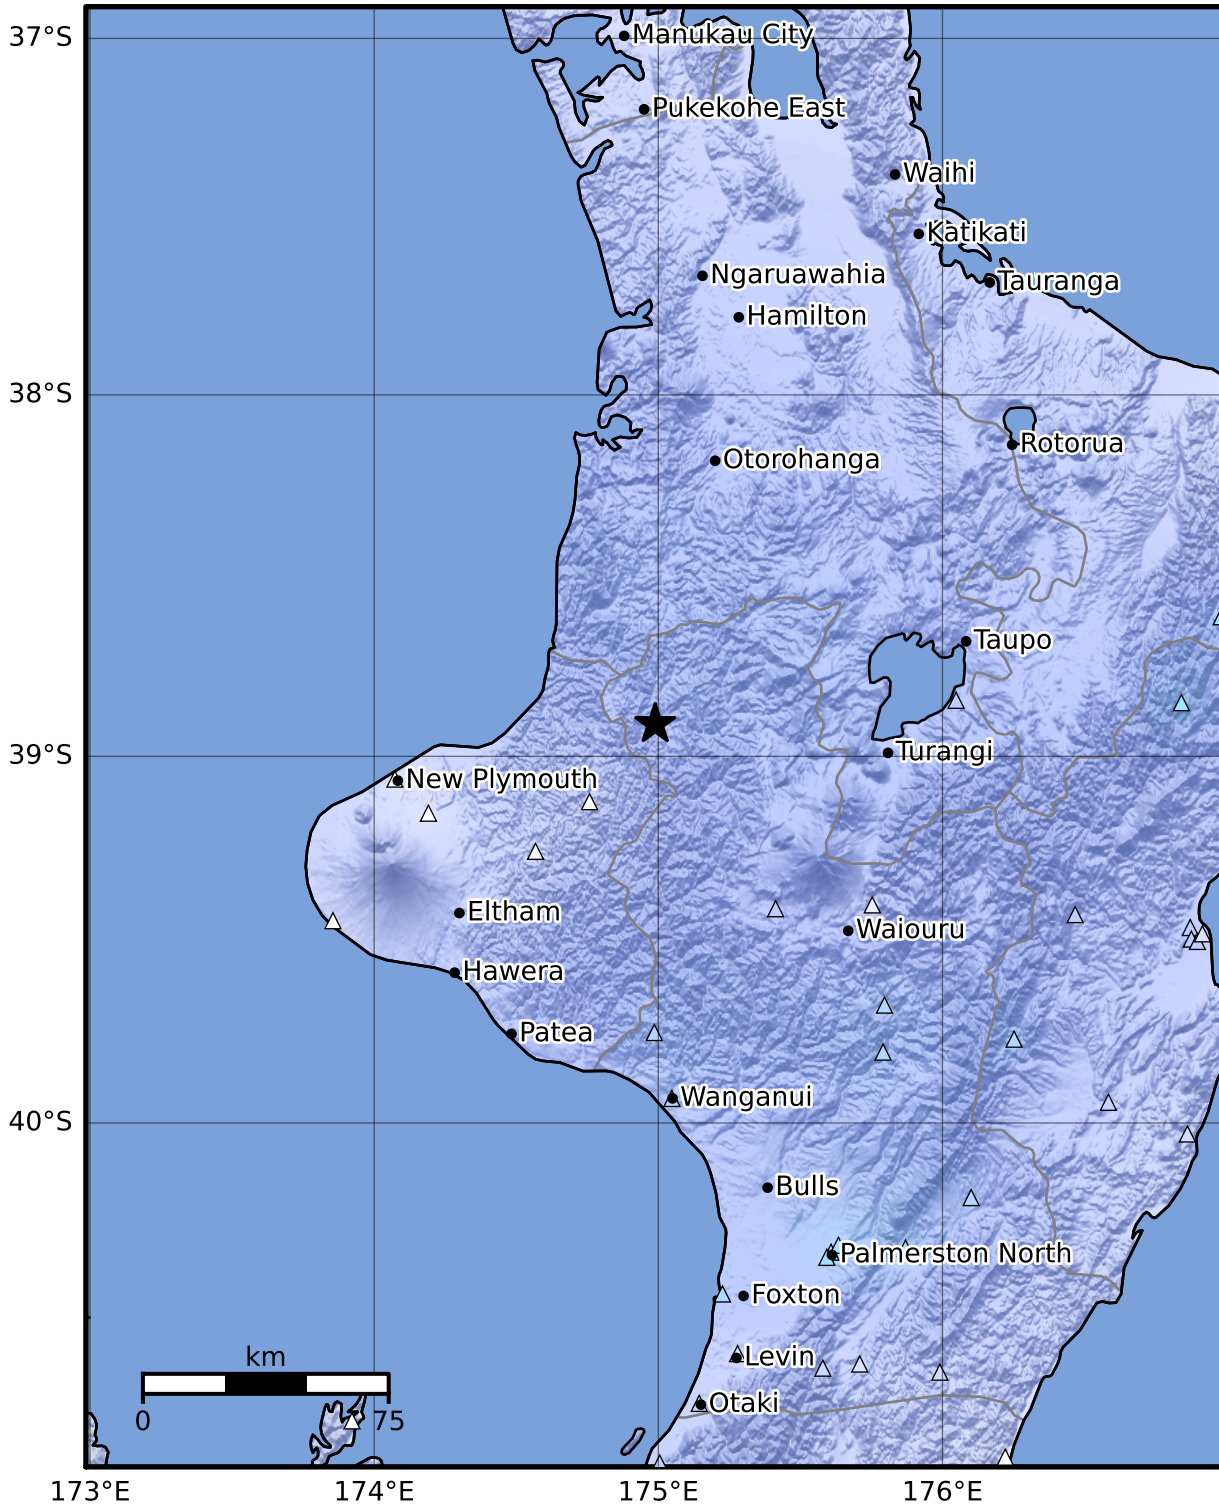 37°S
Manukau City
Pukekohe East
Waihi
Katikati
Ngaruawahia
Tauranga
Hamilton
38°S
Rotorua
Otorohanga
Taupo
39°S
Turangi
New Plymouth
Eltham
Waiouru
Hawera
Patea
Wanganui
40°S
Bulls
Palmerston North
Foxton
km
Levin
Otaki
0 75
173°E 174°E 175°E 176°E